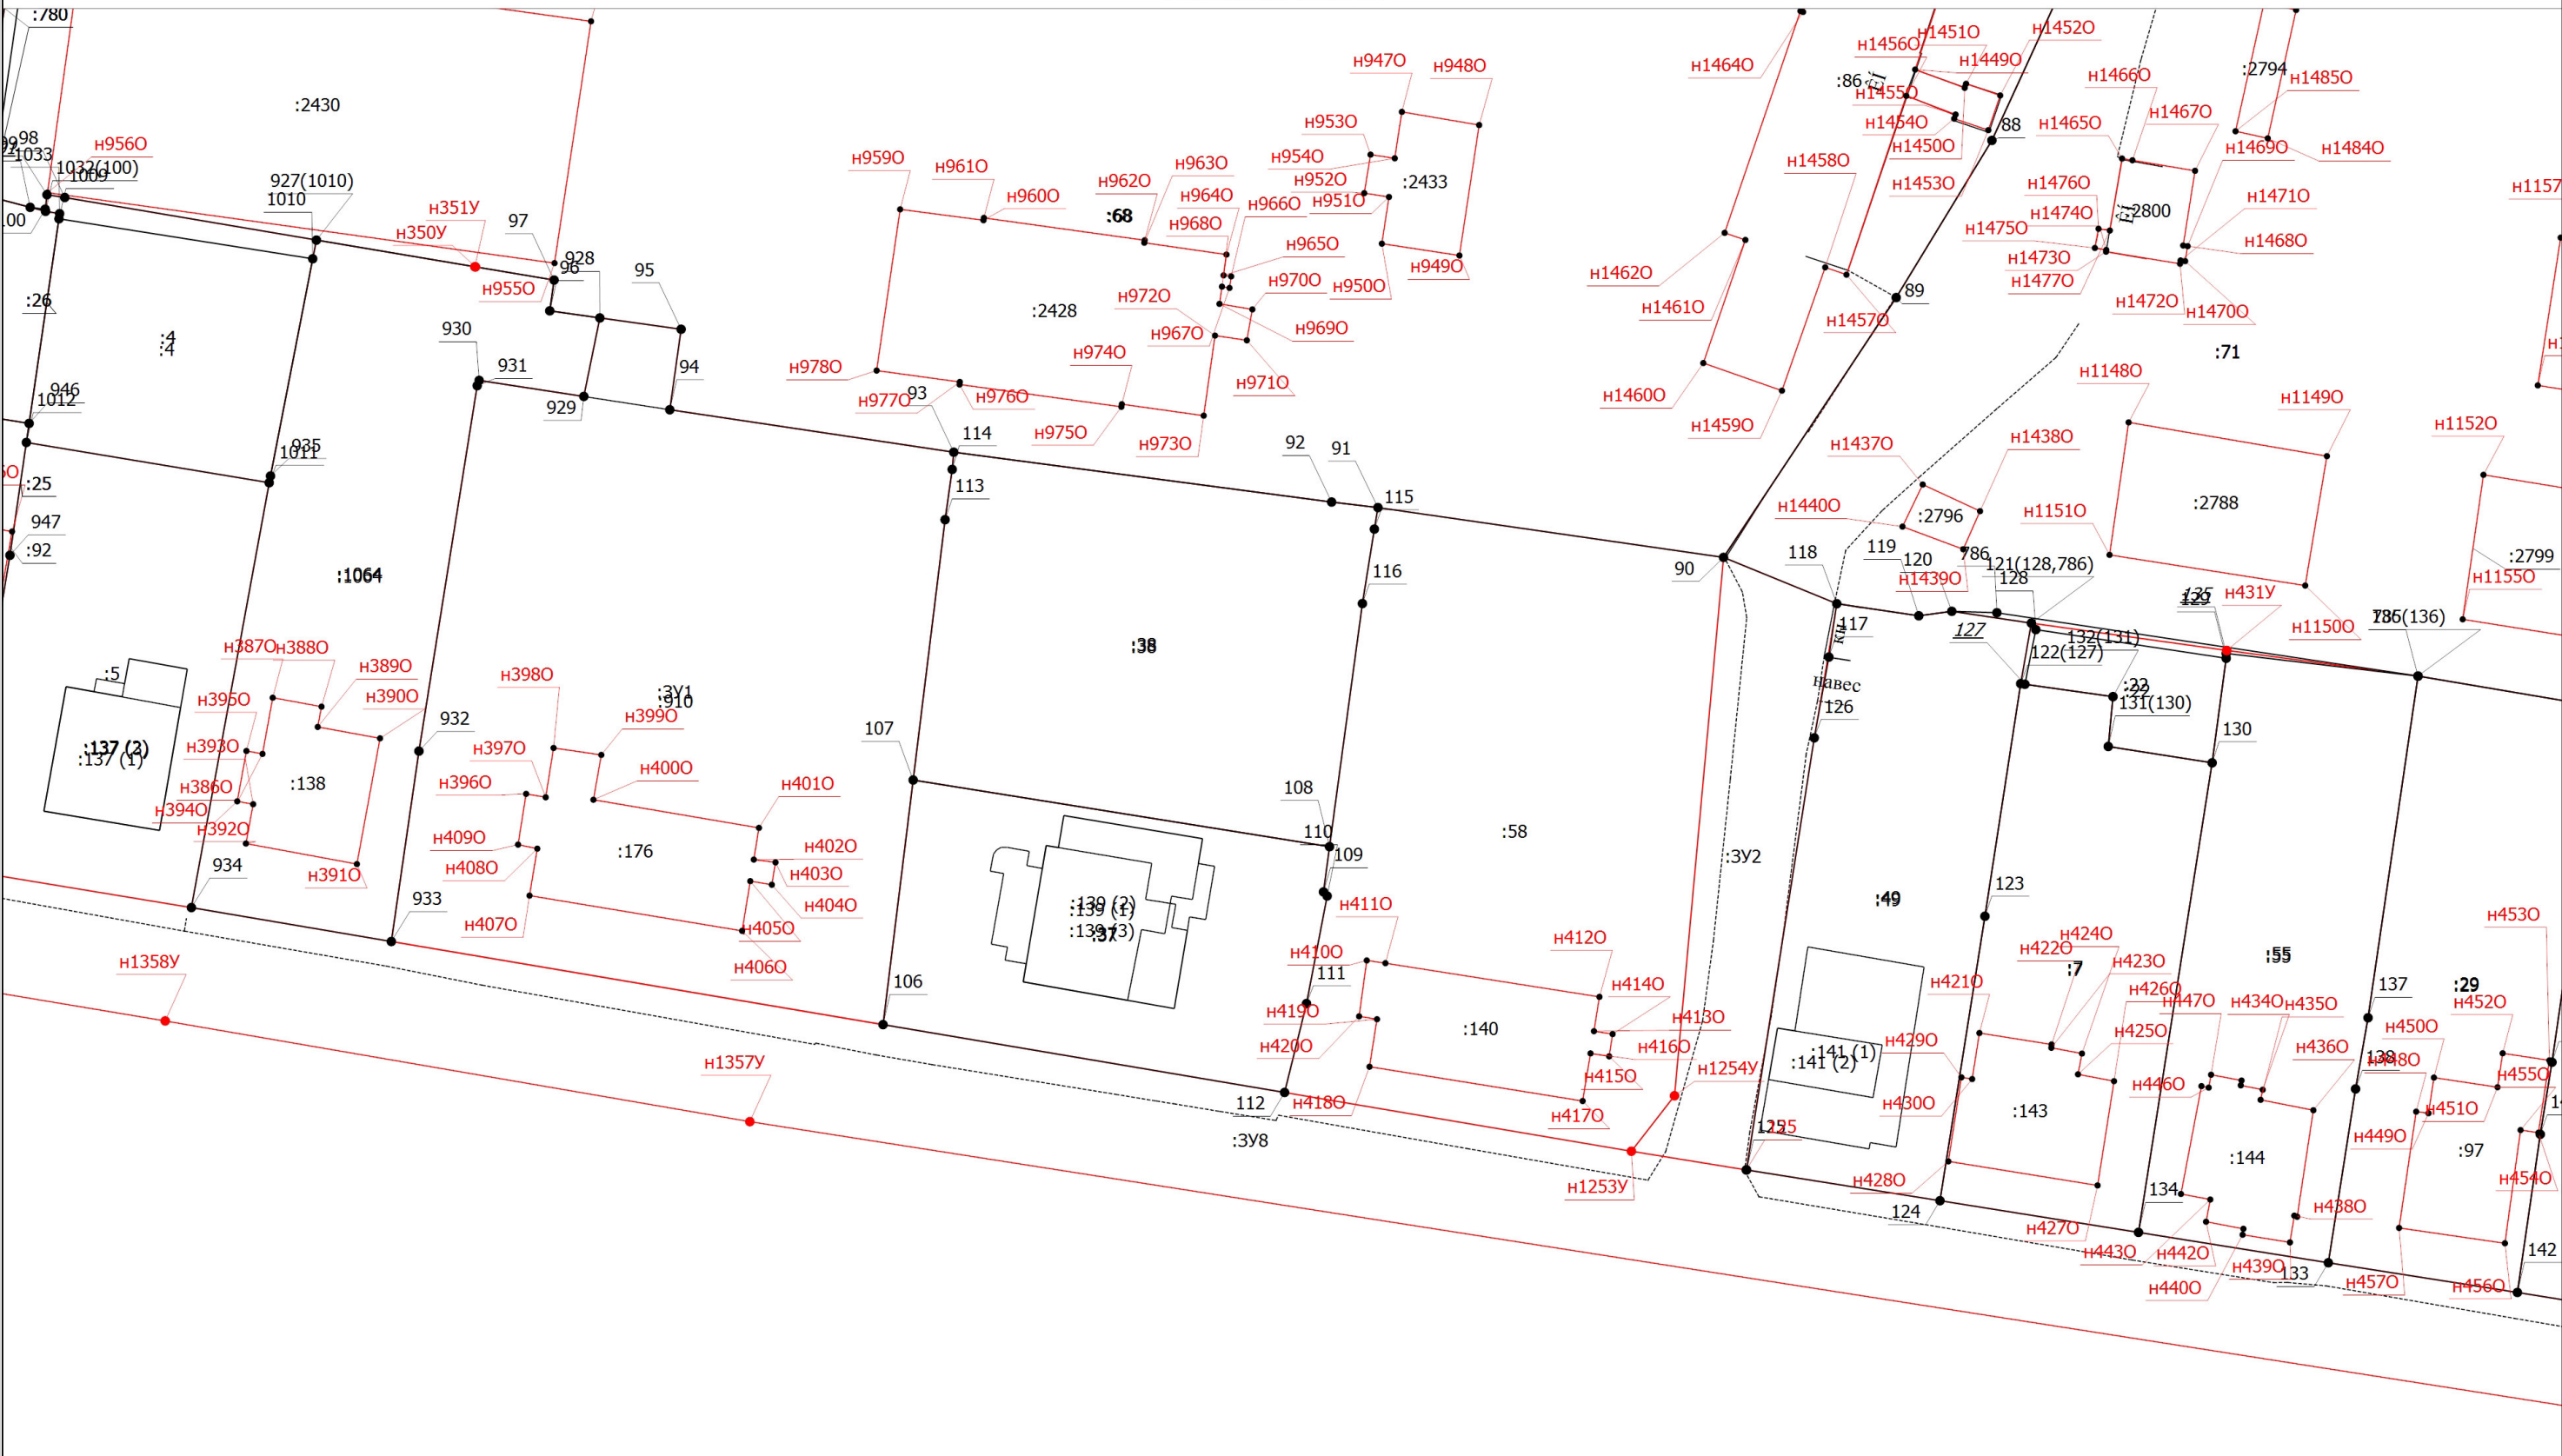 :780
:2430
98
1033
н956О
1032(100)
1009
927(1010)
1010
н351У
н350У
97
928
96
95
н955О
:26
:4
:4
930
931
929
94
946
1012
935
1011
:25
947
:92
:1064
н959О
н961О
н960О
н962О
н963О
н964О
:68
н968О
н966О
н965О
н970О
н972О
н967О
н969О
н971О
:2428
н978О
н977О
н976О
н974О
н975О
н973О
93
114
113
92
91
115
116
н947О
н948О
н953О
н954О
н952О
н951О
:2433
н949О
н950О
н1464О
н1462О
н1461О
н1460О
н1459О
н1458О
н1457О
:86
н1456О
н1451О
н1452О
н1449О
н1455О
н1454О
н1450О
н1453О
88
89
90
н1466О
н1467О
н1465О
н1469О
н1476О
н1474О
н1475О
:2800
н1471О
н1468О
н1473О
н1477О
н1472О
н1470О
:2794
н1485О
н1484О
:71
н1148О
н1149О
н1151О
н1150О
:2788
н1152О
:2799
н1155О
н1437О
н1438О
н1440О
:2796
н1439О
118
119
120
786
121(128,786)
128
127
129
н431У
117
кн
навес
126
132(131)
122(127)
:22
131(130)
130
:5
:137 (1)
н387О
н388О
н389О
н390О
н395О
н393О
н386О
н394О
н392О
:138
н391О
934
932
933
:ЗУ1
:910
н398О
н399О
н397О
н396О
н400О
н401О
н409О
:176
н402О
н408О
н403О
н404О
н407О
н405О
н406О
:38
107
108
110
109
:139 (2)
:139 (1)
:139 (3)
:37
106
111
112
:58
н411О
н410О
н412О
н414О
н419О
н413О
н420О
:140
н416О
н415О
н418О
н417О
н1254У
н1253У
:ЗУ2
:ЗУ8
н1358У
н1357У
:49
123
:141 (1)
:141 (2)
125
124
:7
н424О
н422О
н423О
н421О
н426О
н425О
н429О
н430О
:143
н428О
н427О
:55
н447О
н434О
н435О
н436О
н446О
:144
134
н438О
н443О
н442О
н439О
н440О
133
137
138
:29
н452О
н450О
н448О
н453О
н455О
н451О
н449О
:97
н454О
н457О
н456О
142